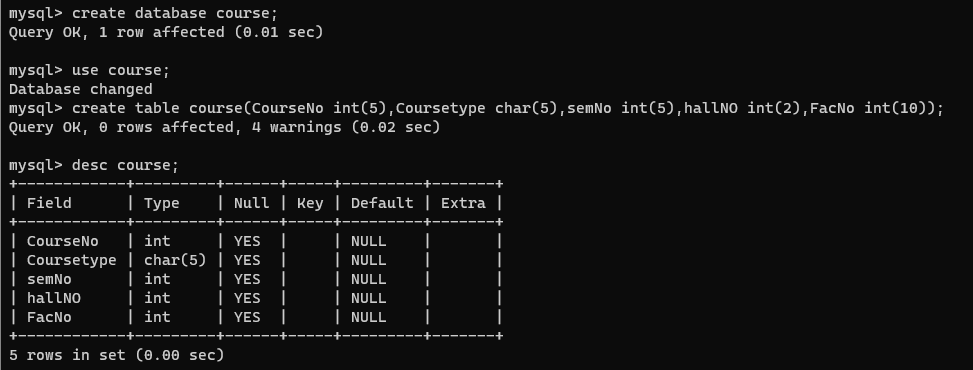 mysql> create database course;
Query OK, 1 row affected (0.01 sec)
mysql> use course;
Database changed
mysql> create table course(CourseNo int(5),Coursetype char(5),semNo int(5),hallNO int(2),FacNo int(10));
Query OK, 0 rows affected, 4 warnings (0.02 sec)
mysql> desc course;
+------------+---------+------+-----+---------+-------+
| Field      | Type    | Null | Key | Default | Extra |
+------------+---------+------+-----+---------+-------+
| CourseNo   | int     | YES  |     | NULL    |       |
| Coursetype | char(5) | YES  |     | NULL    |       |
| semNo      | int     | YES  |     | NULL    |       |
| hallNO     | int     | YES  |     | NULL    |       |
| FacNo      | int     | YES  |     | NULL    |       |
+------------+---------+------+-----+---------+-------+
5 rows in set (0.00 sec)